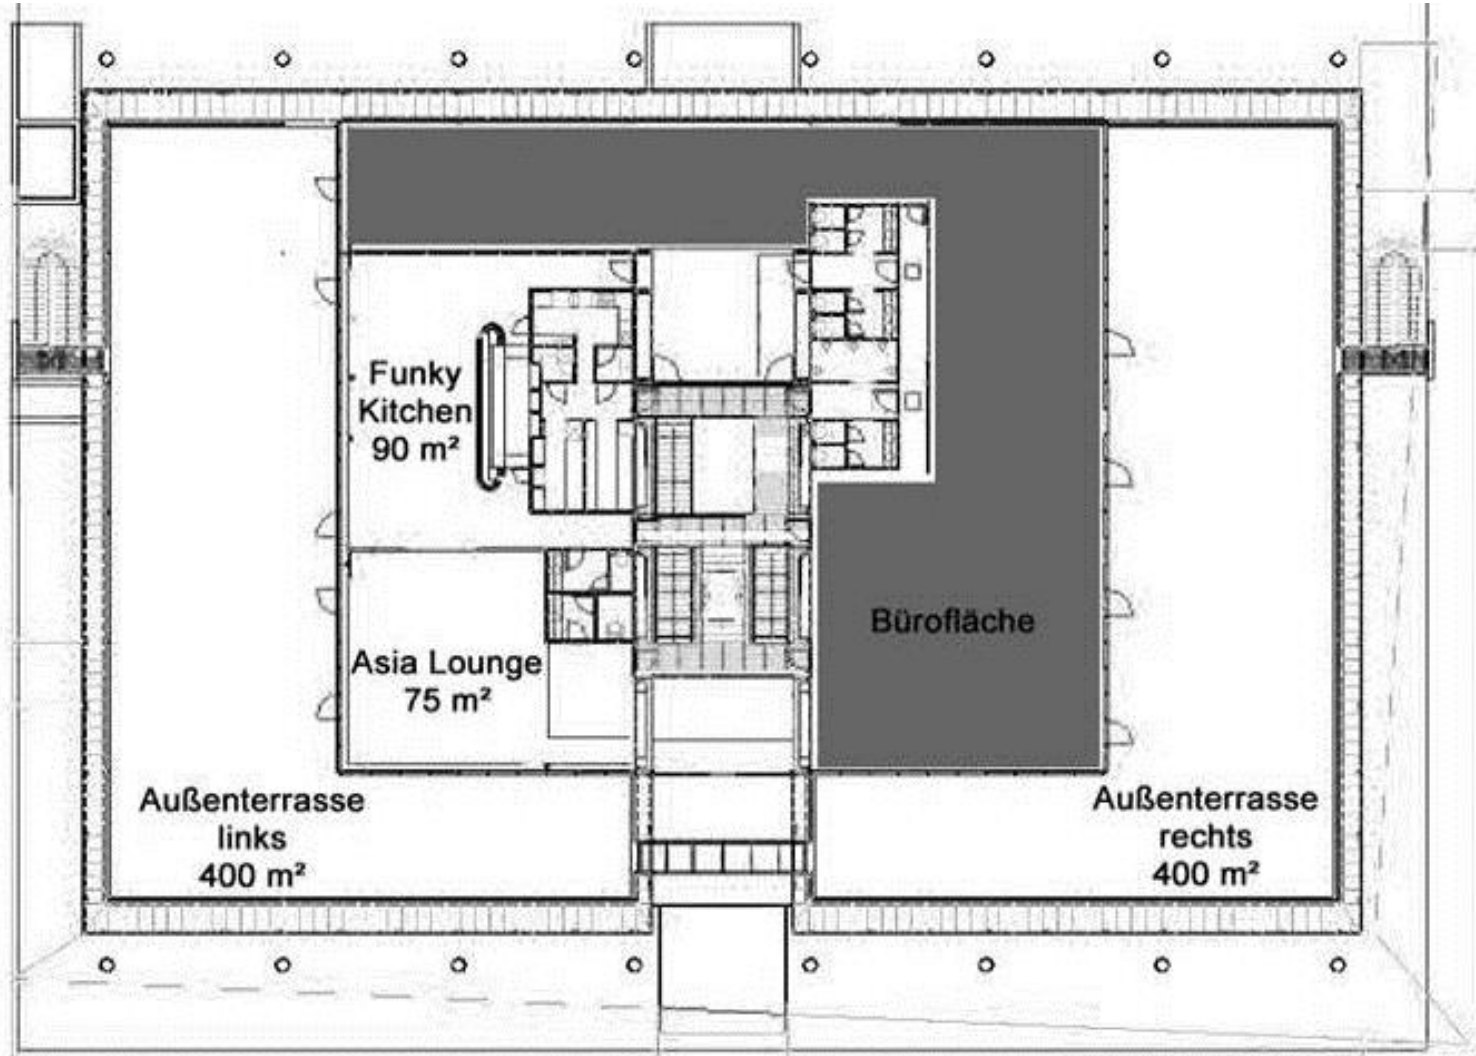 Funky
Kitchen
90 m²
Bürofläche
Asia Lounge
75 m²
Außenterrasse
links
400 m²
Außenterrasse
rechts
400 m²